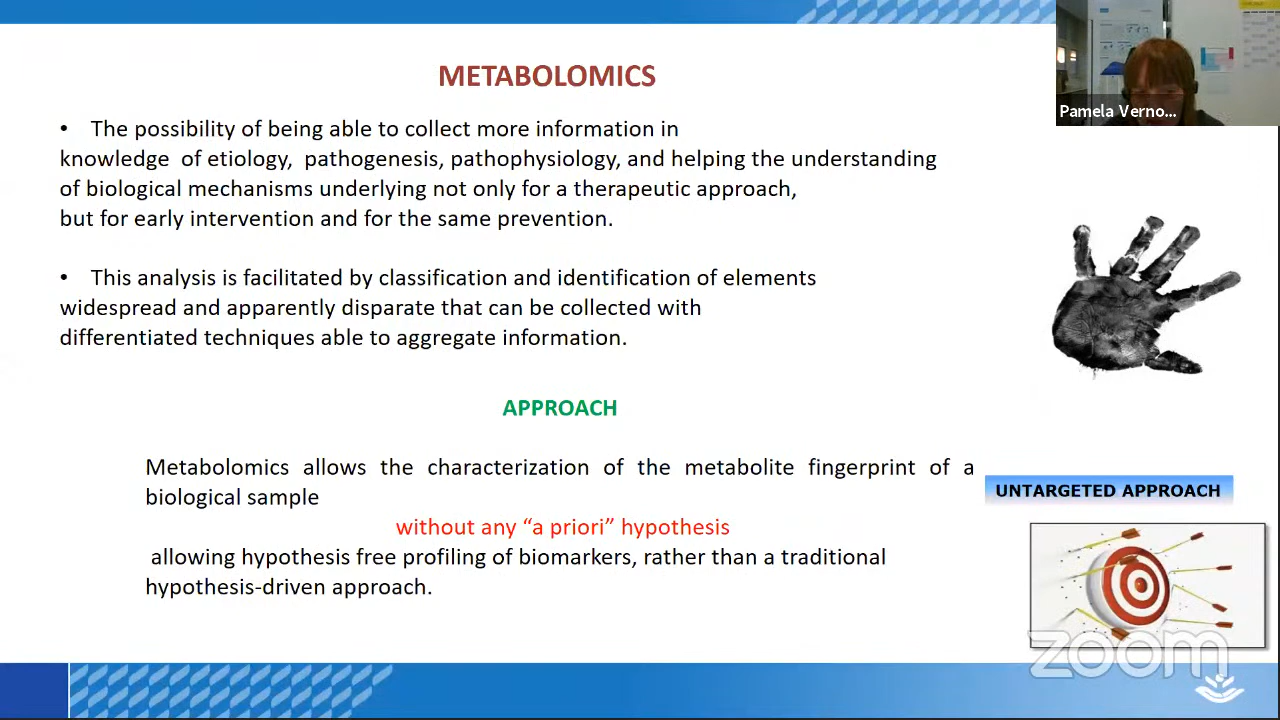 METABOLOMICS
Pamela Verno...
• The possibility of being able to collect more information in
knowledge of etiology, pathogenesis, pathophysiology, and helping the understanding
of biological mechanisms underlying not only for a therapeutic approach,
but for early intervention and for the same prevention.
• This analysis is facilitated by classification and identification of elements
widespread and apparently disparate that can be collected with
differentiated techniques able to aggregate information.
APPROACH
Metabolomics allows the characterization of the metabolite fingerprint of a
biological sample
without any “a priori” hypothesis
allowing hypothesis free profiling of biomarkers, rather than a traditional
hypothesis-driven approach.
UNTARGETED APPROACH
zoom